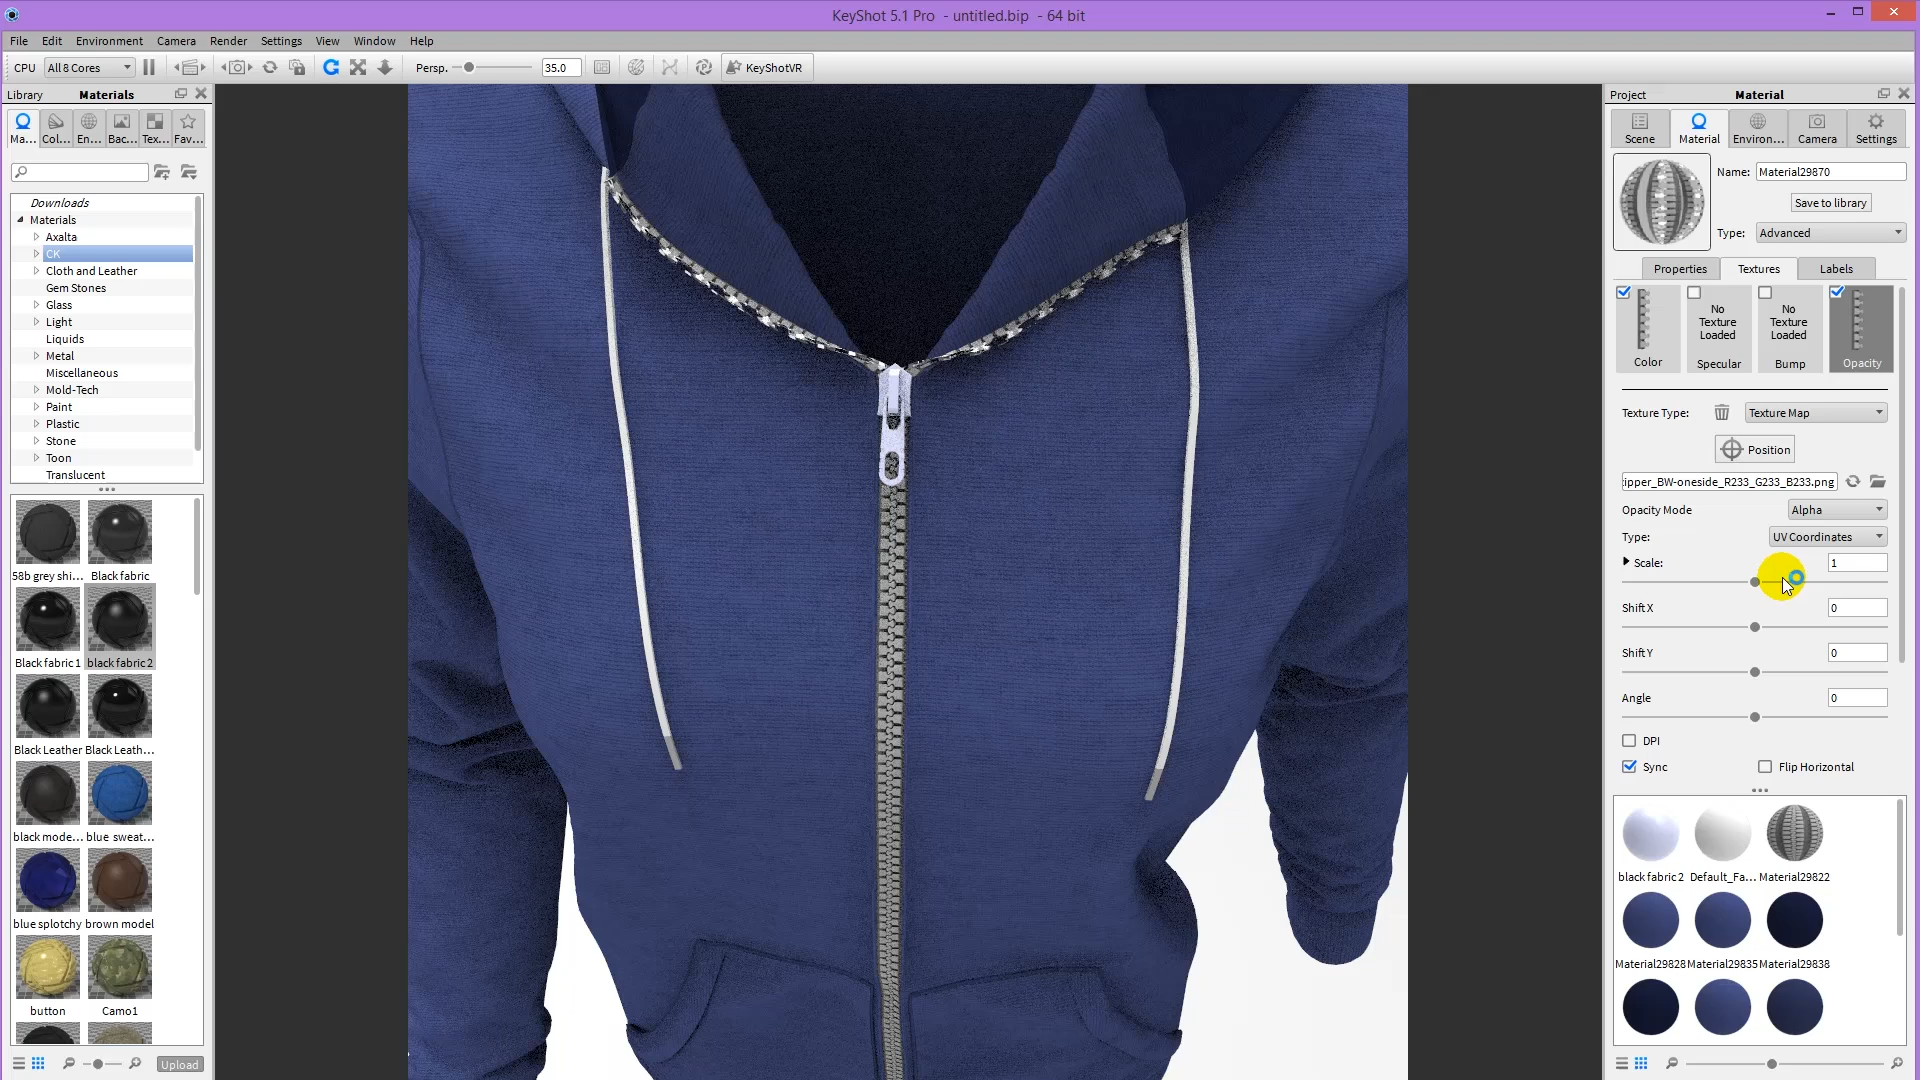 KeyShot 5.1 Pro - untitled.bip - 64 bit
File Edit Environment Camera Render Settings View Window Help
CPU All 8 Cores Persp. 35.0 KeyShotVR
Library Materials
Ma... Col... En... Bac... Tex... Fav...
Downloads
Materials
Axalta
CK
Cloth and Leather
Gem Stones
Glass
Light
Liquids
Metal
Miscellaneous
Mold-Tech
Paint
Plastic
Stone
Toon
Translucent
58b grey shi... Black fabric
Black fabric 1 black fabric 2
Black Leather Black Leath...
black mode... blue sweat...
blue splotchy brown model
button Camo1
Upload
Project Material
Scene Material Environ... Camera Settings
Name: Material29870
Save to library
Type: Advanced
Properties Textures Labels
No Texture Loaded No Texture Loaded
Color Specular Bump Opacity
Texture Type: Texture Map
Position
:ipper_BW-oneside_R233_G233_B233.png
Opacity Mode Alpha
Type: UV Coordinates
Scale: 1
Shift X 0
Shift Y 0
Angle 0
DPI
Sync Flip Horizontal
black fabric 2 Default_Fa... Material29822
Material29828 Material29835 Material29838